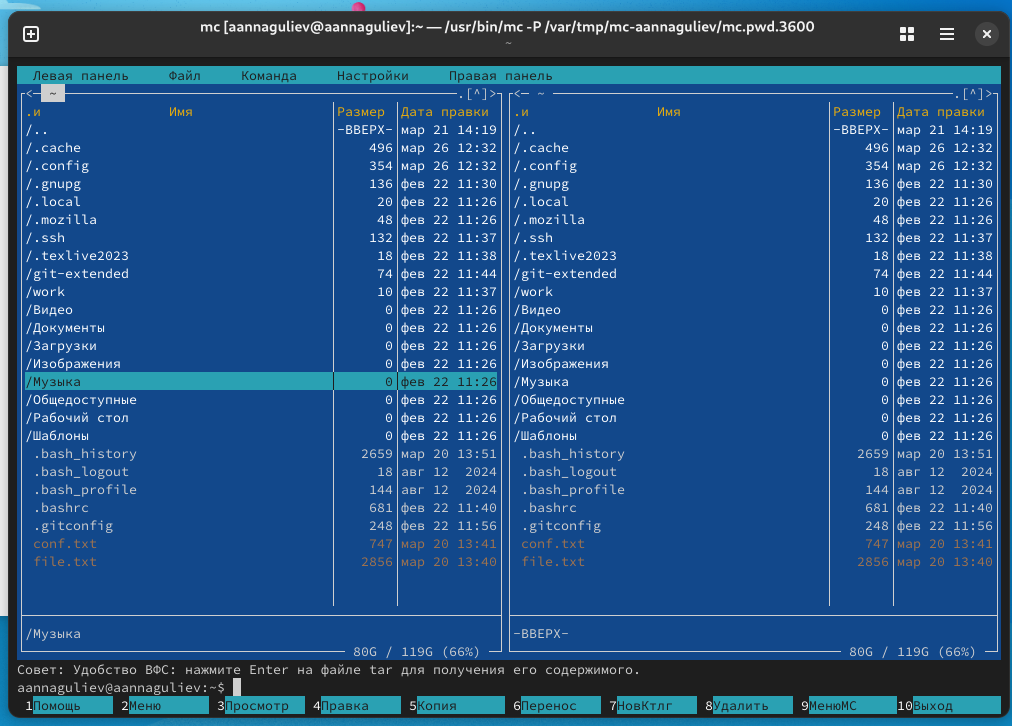 mc [aannaguliev@aannaguliev]:~ — /usr/bin/mc -P /var/tmp/mc-aannaguliev/mc.pwd.3600
~
Левая панель Файл Команда Настройки Правая панель
<— ~ .[^]> <— ~ .[^]>
.и Имя Размер Дата правки .и Имя Размер Дата правки
/.. -ВВЕРХ- мар 21 14:19 /.. -ВВЕРХ- мар 21 14:19
/.cache 496 мар 26 12:32 /.cache 496 мар 26 12:32
/.config 354 мар 26 12:32 /.config 354 мар 26 12:32
/.gnupg 136 фев 22 11:30 /.gnupg 136 фев 22 11:30
/.local 20 фев 22 11:26 /.local 20 фев 22 11:26
/.mozilla 48 фев 22 11:26 /.mozilla 48 фев 22 11:26
/.ssh 132 фев 22 11:37 /.ssh 132 фев 22 11:37
/.texlive2023 18 фев 22 11:38 /.texlive2023 18 фев 22 11:38
/git-extended 74 фев 22 11:44 /git-extended 74 фев 22 11:44
/work 10 фев 22 11:37 /work 10 фев 22 11:37
/Видео 0 фев 22 11:26 /Видео 0 фев 22 11:26
/Документы 0 фев 22 11:26 /Документы 0 фев 22 11:26
/Загрузки 0 фев 22 11:26 /Загрузки 0 фев 22 11:26
/Изображения 0 фев 22 11:26 /Изображения 0 фев 22 11:26
/Музыка 0 фев 22 11:26 /Музыка 0 фев 22 11:26
/Общедоступные 0 фев 22 11:26 /Общедоступные 0 фев 22 11:26
/Рабочий стол 0 фев 22 11:26 /Рабочий стол 0 фев 22 11:26
/Шаблоны 0 фев 22 11:26 /Шаблоны 0 фев 22 11:26
.bash_history 2659 мар 20 13:51 .bash_history 2659 мар 20 13:51
.bash_logout 18 авг 12 2024 .bash_logout 18 авг 12 2024
.bash_profile 144 авг 12 2024 .bash_profile 144 авг 12 2024
.bashrc 681 фев 22 11:40 .bashrc 681 фев 22 11:40
.gitconfig 248 фев 22 11:56 .gitconfig 248 фев 22 11:56
conf.txt 747 мар 20 13:41 conf.txt 747 мар 20 13:41
file.txt 2856 мар 20 13:40 file.txt 2856 мар 20 13:40
/Музыка -ВВЕРХ-
80G / 119G (66%) 80G / 119G (66%)
Совет: Удобство ВФС: нажмите Enter на файле tar для получения его содержимого.
aannaguliev@aannaguliev:~$
1Помощь 2Меню 3Просмотр 4Правка 5Копия 6Перенос 7НовКтлг 8Удалить 9МенюMC 10Выход